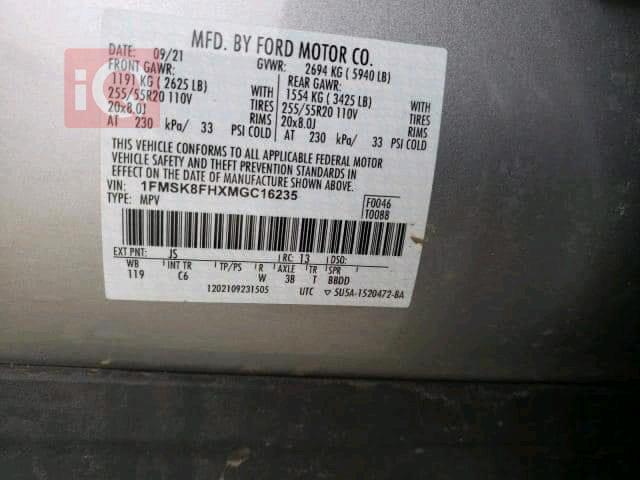 iQ
MFD. BY FORD MOTOR CO.
DATE: 09/21 GVWR: 2694 KG ( 5940 LB)
FRONT GAWR: REAR GAWR:
1191 KG ( 2625 LB) WITH 1554 KG ( 3425 LB) WITH
255/55R20 110V TIRES 255/55R20 110V TIRES
20x8.0J RIMS 20x8.0J RIMS
AT 230 kPa/ 33 PSI COLD AT 230 kPa/ 33 PSI COLD
THIS VEHICLE CONFORMS TO ALL APPLICABLE FEDERAL MOTOR
VEHICLE SAFETY AND THEFT PREVENTION STANDARDS IN
EFFECT ON THE DATE OF MANUFACTURE SHOWN ABOVE.
VIN: 1FMSK8FHXMGC16235
TYPE: MPV F0046
T0088
EXT PNT: JS RC: 13 DSO:
WB INT TR TP/PS R AXLE TR SPR
119 C6 W 3B T BBDD
1202109231505 UTC ▽ 5U5A-1520472-BA